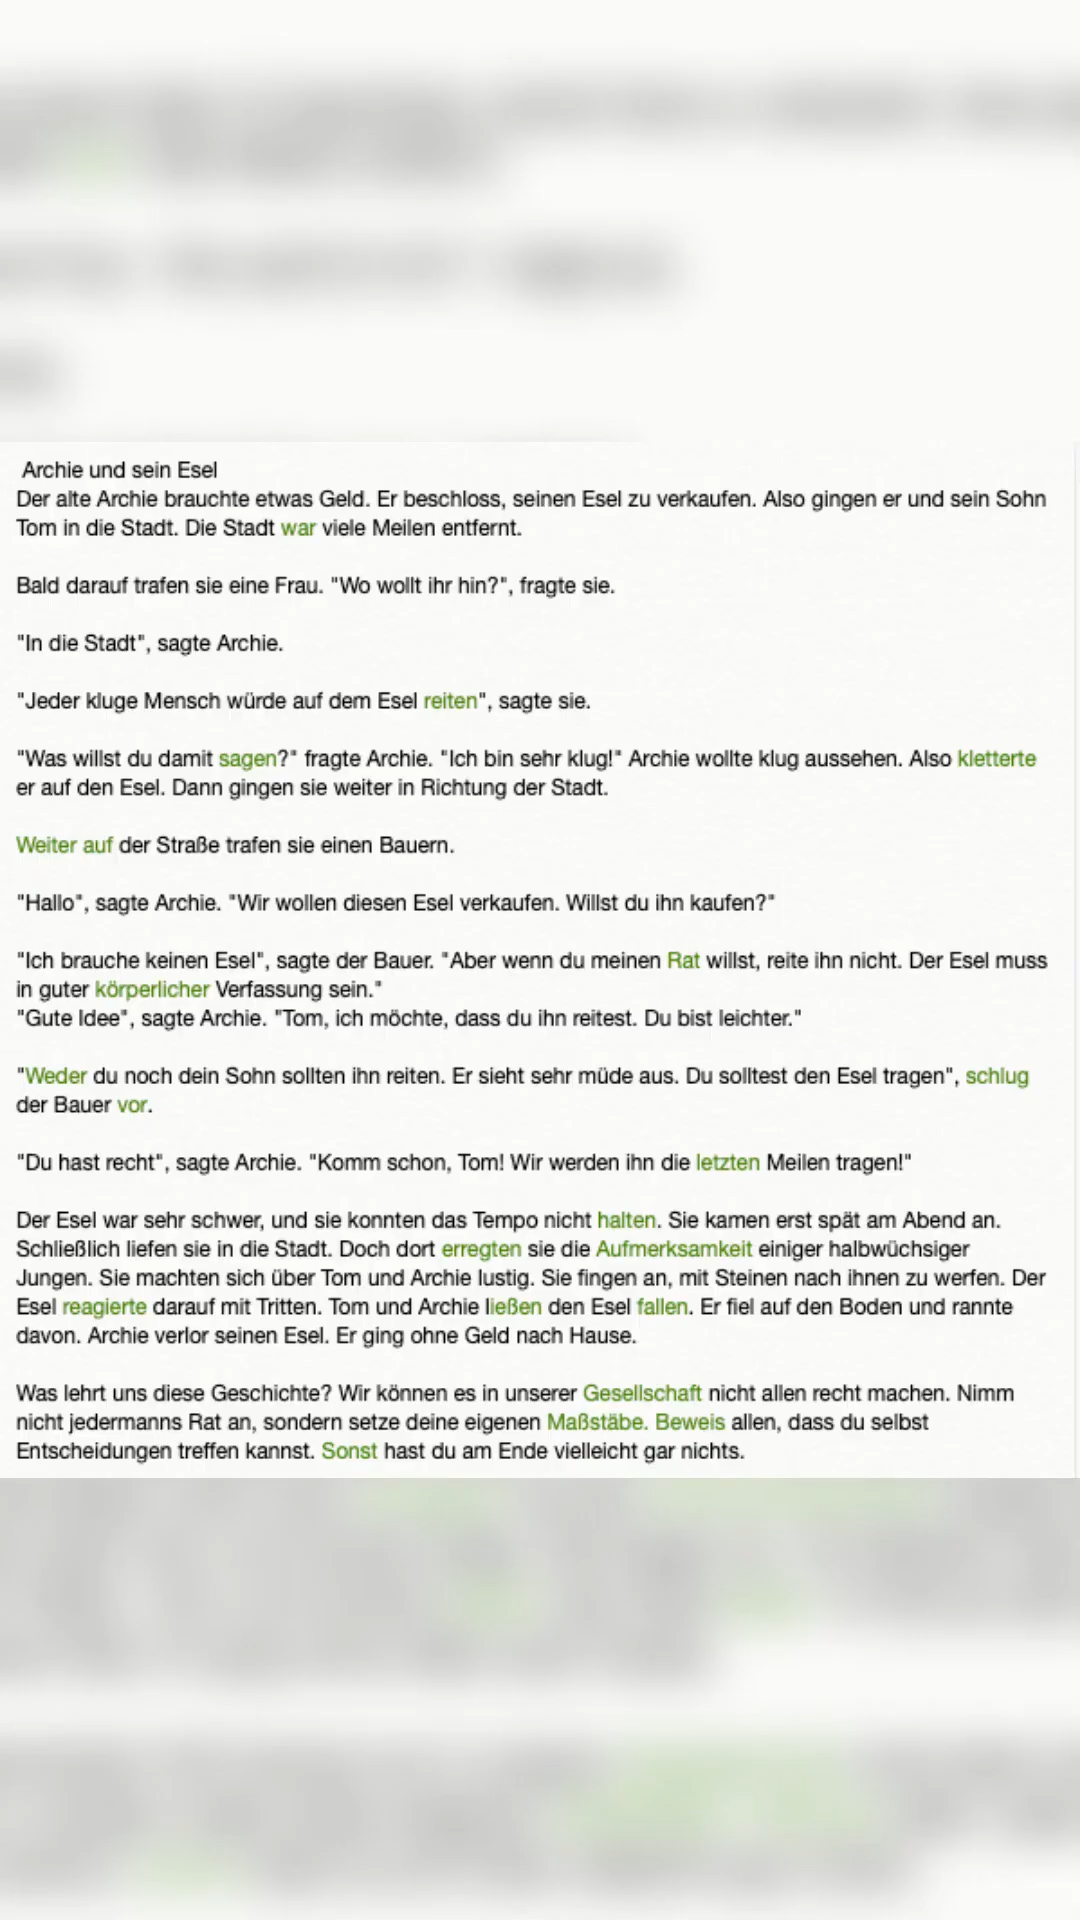 Archie und sein Esel
Der alte Archie brauchte etwas Geld. Er beschloss, seinen Esel zu verkaufen. Also gingen er und sein Sohn
Tom in die Stadt. Die Stadt war viele Meilen entfernt.
Bald darauf trafen sie eine Frau. "Wo wollt ihr hin?", fragte sie.
"In die Stadt", sagte Archie.
"Jeder kluge Mensch würde auf dem Esel reiten", sagte sie.
"Was willst du damit sagen?" fragte Archie. "Ich bin sehr klug!" Archie wollte klug aussehen. Also kletterte
er auf den Esel. Dann gingen sie weiter in Richtung der Stadt.
Weiter auf der Straße trafen sie einen Bauern.
"Hallo", sagte Archie. "Wir wollen diesen Esel verkaufen. Willst du ihn kaufen?"
"Ich brauche keinen Esel", sagte der Bauer. "Aber wenn du meinen Rat willst, reite ihn nicht. Der Esel muss
in guter körperlicher Verfassung sein."
"Gute Idee", sagte Archie. "Tom, ich möchte, dass du ihn reitest. Du bist leichter."
"Weder du noch dein Sohn sollten ihn reiten. Er sieht sehr müde aus. Du solltest den Esel tragen", schlug
der Bauer vor.
"Du hast recht", sagte Archie. "Komm schon, Tom! Wir werden ihn die letzten Meilen tragen!"
Der Esel war sehr schwer, und sie konnten das Tempo nicht halten. Sie kamen erst spät am Abend an.
Schließlich liefen sie in die Stadt. Doch dort erregten sie die Aufmerksamkeit einiger halbwüchsiger
Jungen. Sie machten sich über Tom und Archie lustig. Sie fingen an, mit Steinen nach ihnen zu werfen. Der
Esel reagierte darauf mit Tritten. Tom und Archie ließen den Esel fallen. Er fiel auf den Boden und rannte
davon. Archie verlor seinen Esel. Er ging ohne Geld nach Hause.
Was lehrt uns diese Geschichte? Wir können es in unserer Gesellschaft nicht allen recht machen. Nimm
nicht jedermanns Rat an, sondern setze deine eigenen Maßstäbe. Beweis allen, dass du selbst
Entscheidungen treffen kannst. Sonst hast du am Ende vielleicht gar nichts.